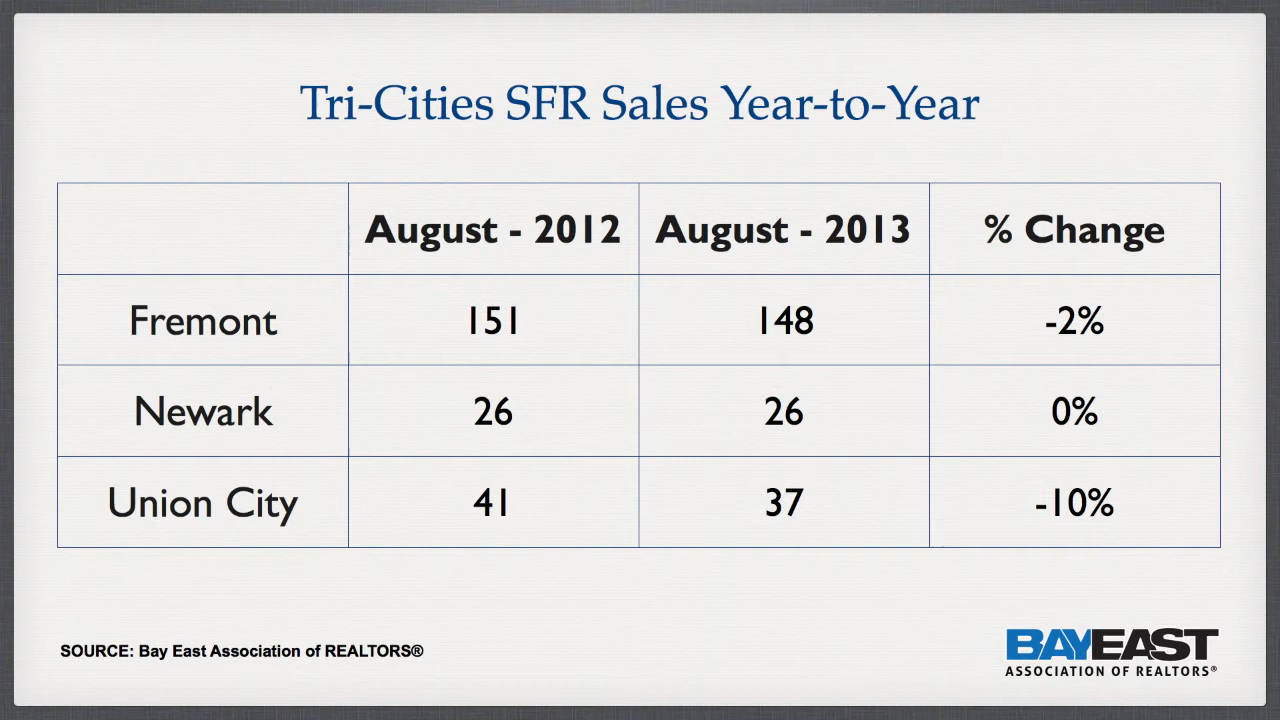 Tri-Cities SFR Sales Year-to-Year
August - 2012 August - 2013 % Change
Fremont 151 148 -2%
Newark 26 26 0%
Union City 41 37 -10%
SOURCE: Bay East Association of REALTORS®
BAYEAST
ASSOCIATION OF REALTORS®